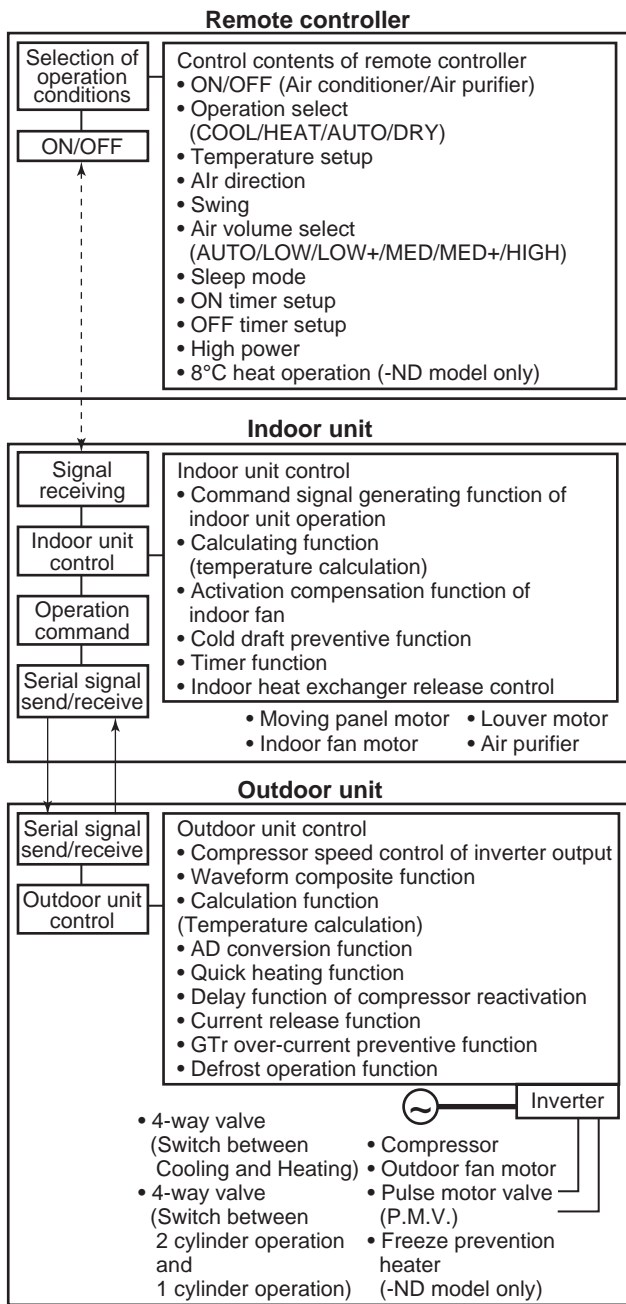 Remote controller
Selection of
operation
conditions
ON/OFF
Control contents of remote controller
• ON/OFF (Air conditioner/Air purifier)
• Operation select
(COOL/HEAT/AUTO/DRY)
• Temperature setup
• AIr direction
• Swing
• Air volume select
(AUTO/LOW/LOW+/MED/MED+/HIGH)
• Sleep mode
• ON timer setup
• OFF timer setup
• High power
• 8°C heat operation (-ND model only)
Indoor unit
Signal
receiving
Indoor unit
control
Operation
command
Serial signal
send/receive
Indoor unit control
• Command signal generating function of
indoor unit operation
• Calculating function
(temperature calculation)
• Activation compensation function of
indoor fan
• Cold draft preventive function
• Timer function
• Indoor heat exchanger release control
• Moving panel motor • Louver motor
• Indoor fan motor • Air purifier
Outdoor unit
Serial signal
send/receive
Outdoor unit
control
Outdoor unit control
• Compressor speed control of inverter output
• Waveform composite function
• Calculation function
(Temperature calculation)
• AD conversion function
• Quick heating function
• Delay function of compressor reactivation
• Current release function
• GTr over-current preventive function
• Defrost operation function
~
Inverter
• 4-way valve
(Switch between
Cooling and Heating)
• 4-way valve
(Switch between
2 cylinder operation
and
1 cylinder operation)
• Compressor
• Outdoor fan motor
• Pulse motor valve
(P.M.V.)
• Freeze prevention
heater
(-ND model only)